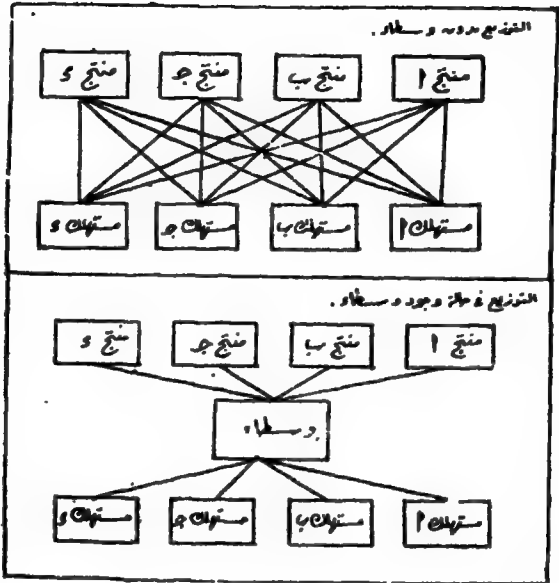 التوزيع بدون وسطاء.
منتج ا منتج ب منتج جـ منتج د
مستهلك ا مستهلك ب مستهلك جـ مستهلك د
التوزيع في حالة وجود وسطاء.
منتج ا منتج ب منتج جـ منتج د
وسطاء
مستهلك ا مستهلك ب مستهلك جـ مستهلك د